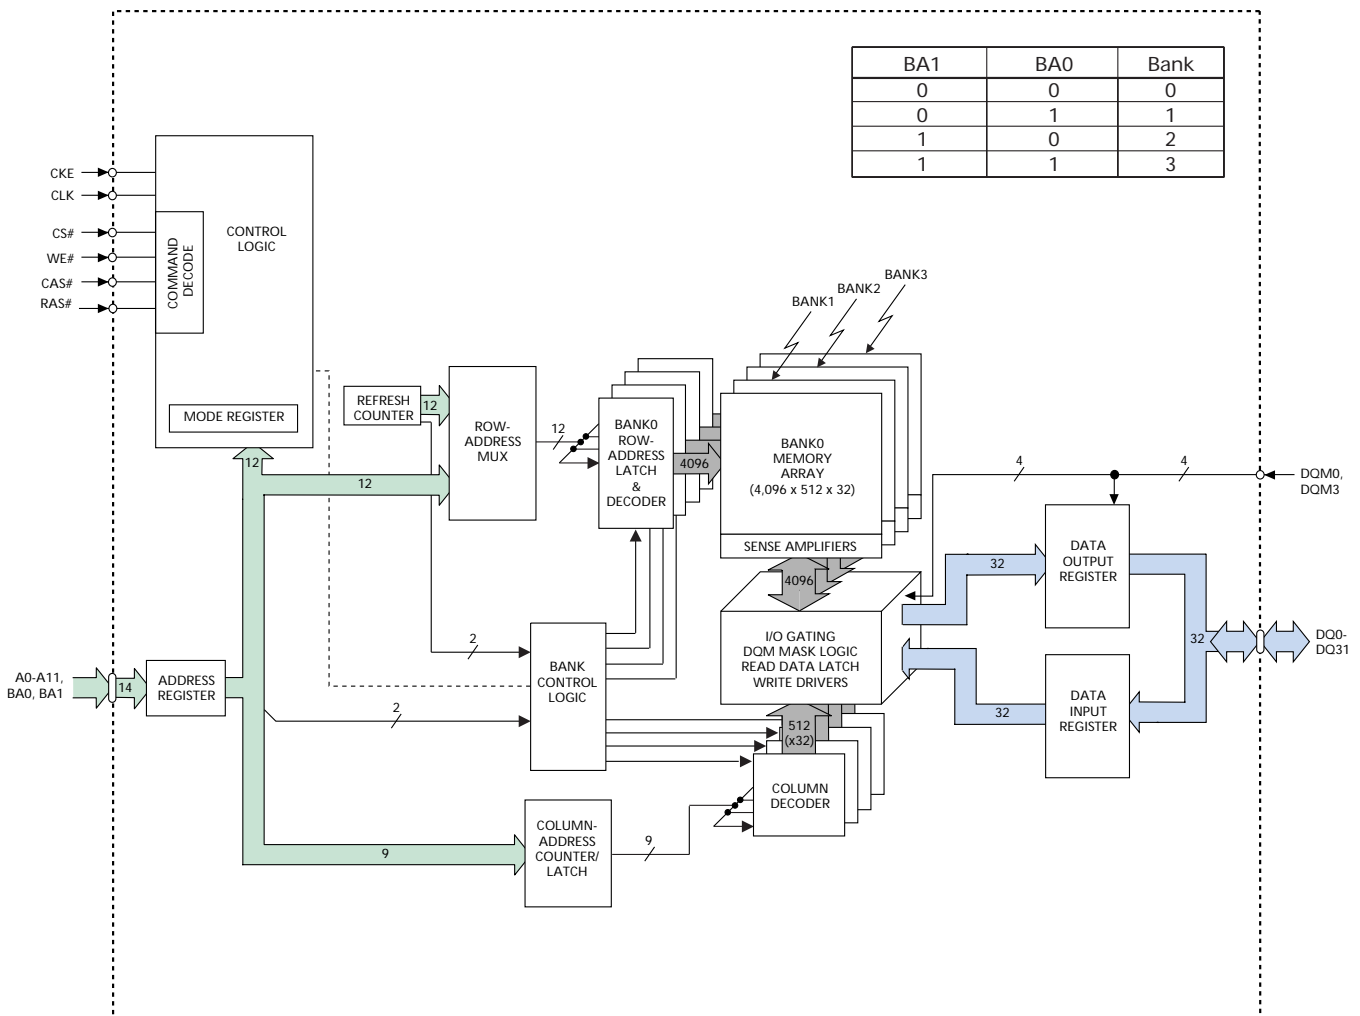 BA1 BA0 Bank
0 0 0
0 1 1
1 0 2
1 1 3
CKE
CLK
CS#
WE#
CAS#
RAS#
COMMAND
DECODE
CONTROL
LOGIC
MODE REGISTER
12
REFRESH
COUNTER
12
12
ROW-
ADDRESS
MUX
12
BANK0
ROW-
ADDRESS
LATCH
&
DECODER
4096
BANK1
BANK2
BANK3
BANK0
MEMORY
ARRAY
(4,096 x 512 x 32)
SENSE AMPLIFIERS
4096
I/O GATING
DQM MASK LOGIC
READ DATA LATCH
WRITE DRIVERS
512
(x32)
COLUMN
DECODER
4
4
DQM0,
DQM3
DATA
OUTPUT
REGISTER
32
32
DQ0-
DQ31
DATA
INPUT
REGISTER
32
A0-A11,
BA0, BA1
14
ADDRESS
REGISTER
2
2
BANK
CONTROL
LOGIC
9
COLUMN-
ADDRESS
COUNTER/
LATCH
9